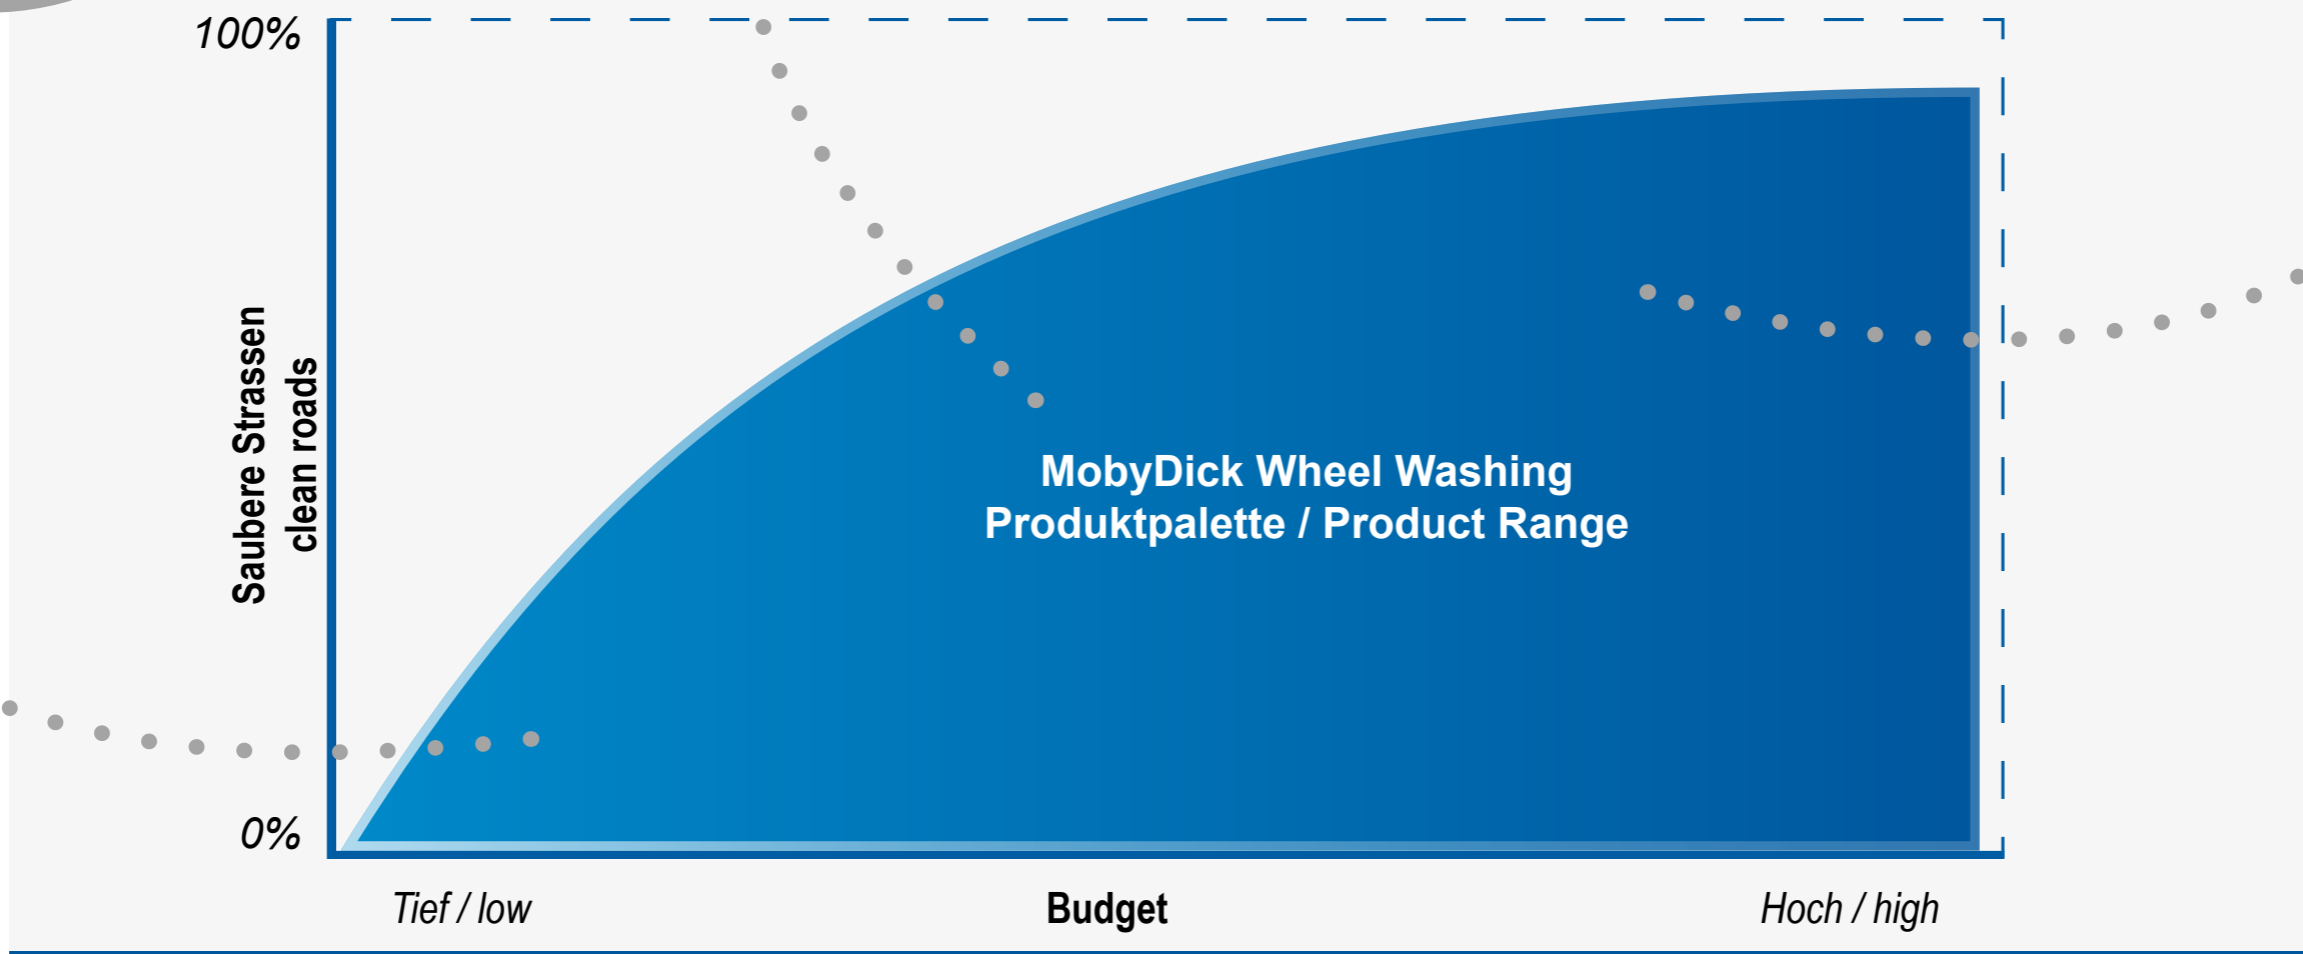 100%
Saubere Strassen
clean roads
MobyDick Wheel Washing
Produktpalette / Product Range
0%
Tief / low
Budget
Hoch / high